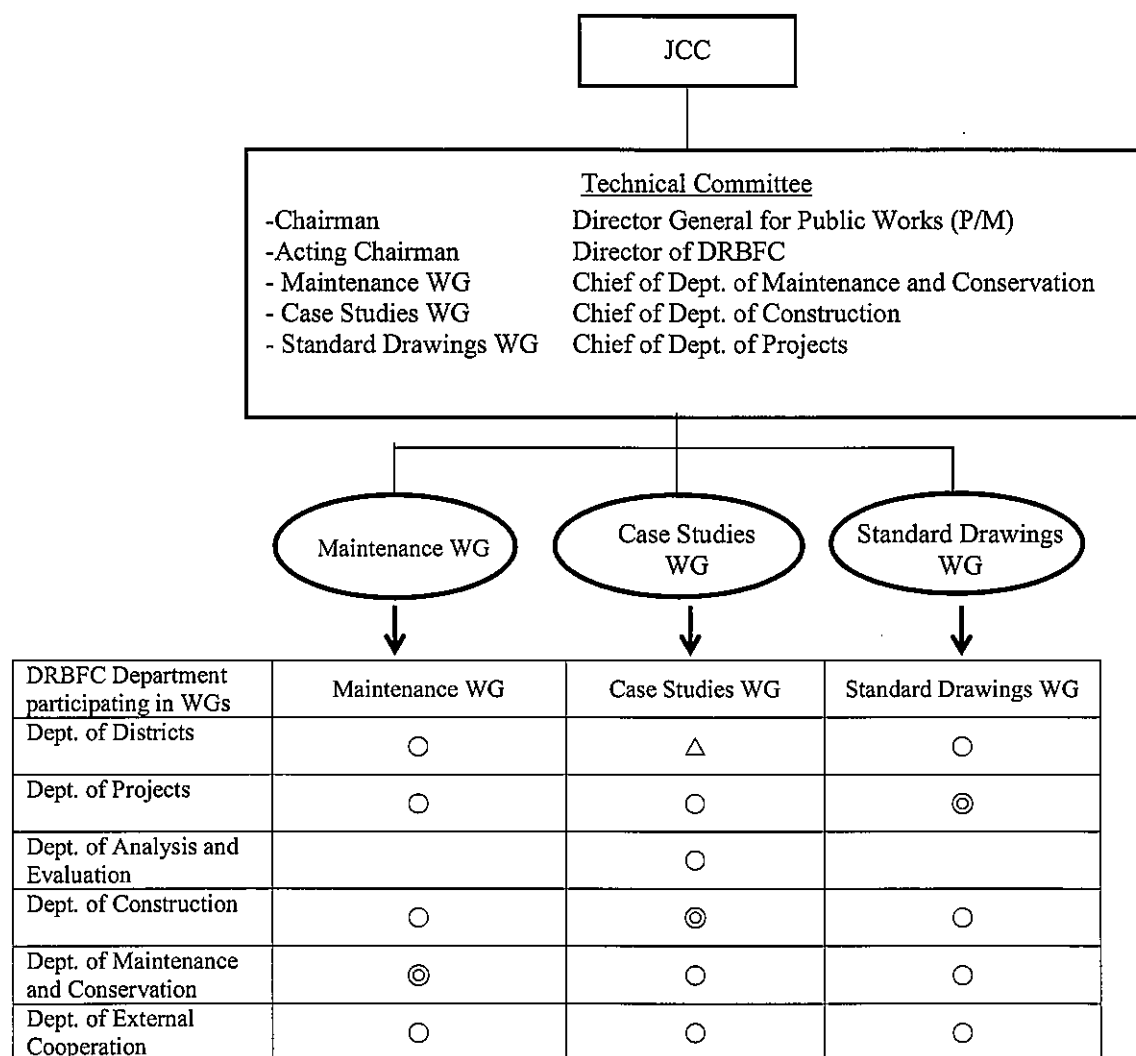 JCC
Technical Committee
-Chairman Director General for Public Works (P/M)
-Acting Chairman Director of DRBFC
- Maintenance WG Chief of Dept. of Maintenance and Conservation
- Case Studies WG Chief of Dept. of Construction
- Standard Drawings WG Chief of Dept. of Projects
Maintenance WG
Case Studies
WG
Standard Drawings
WG
DRBFC Department
participating in WGs
Maintenance WG
Case Studies WG
Standard Drawings WG
Dept. of Districts
○ △ ○
Dept. of Projects
○ ○ ◎
Dept. of Analysis and
Evaluation
○
Dept. of Construction
○ ◎ ○
Dept. of Maintenance
and Conservation
◎ ○ ○
Dept. of External
Cooperation
○ ○ ○